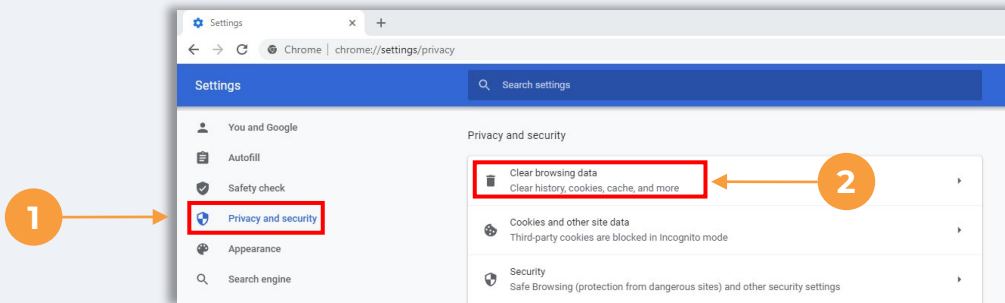 Settings
Chrome | chrome://settings/privacy
Settings
Search settings
You and Google
Autofill
Safety check
Privacy and security
Appearance
Search engine
Privacy and security
Clear browsing data
Clear history, cookies, cache, and more
Cookies and other site data
Third-party cookies are blocked in Incognito mode
Security
Safe Browsing (protection from dangerous sites) and other security settings
1
2